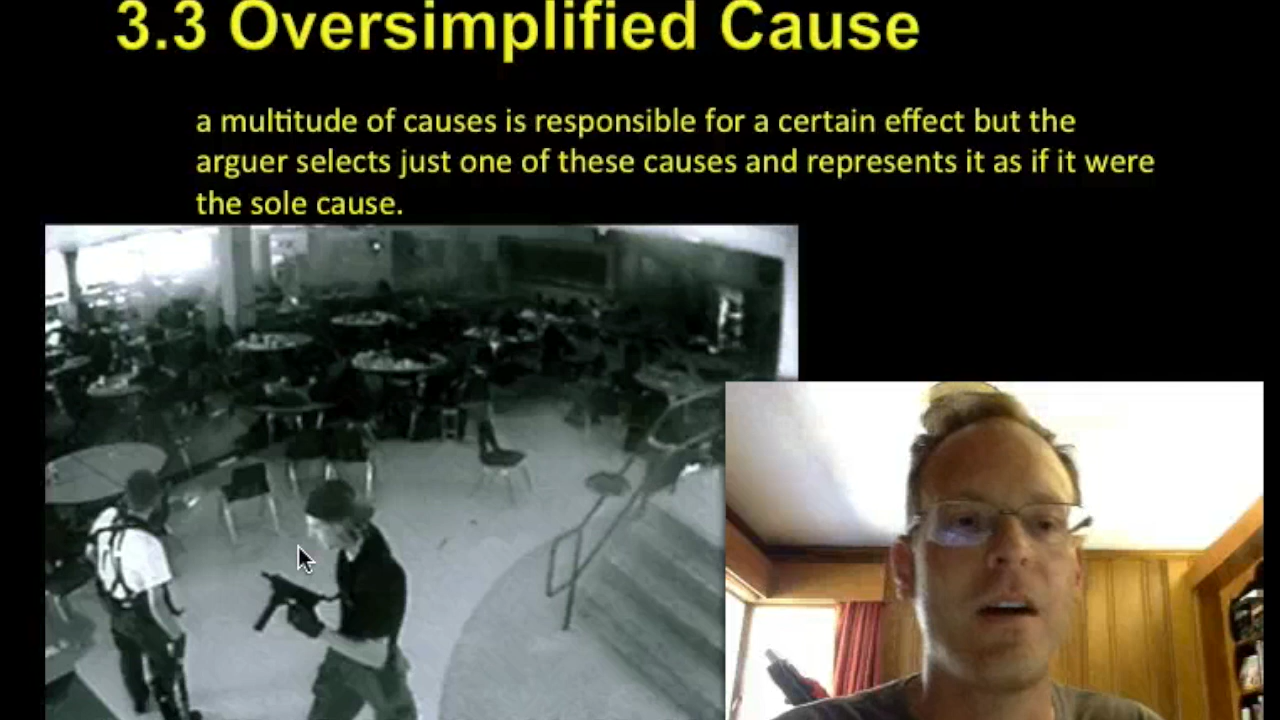 3.3 Oversimplified Cause
a multitude of causes is responsible for a certain effect but the
arguer selects just one of these causes and represents it as if it were
the sole cause.